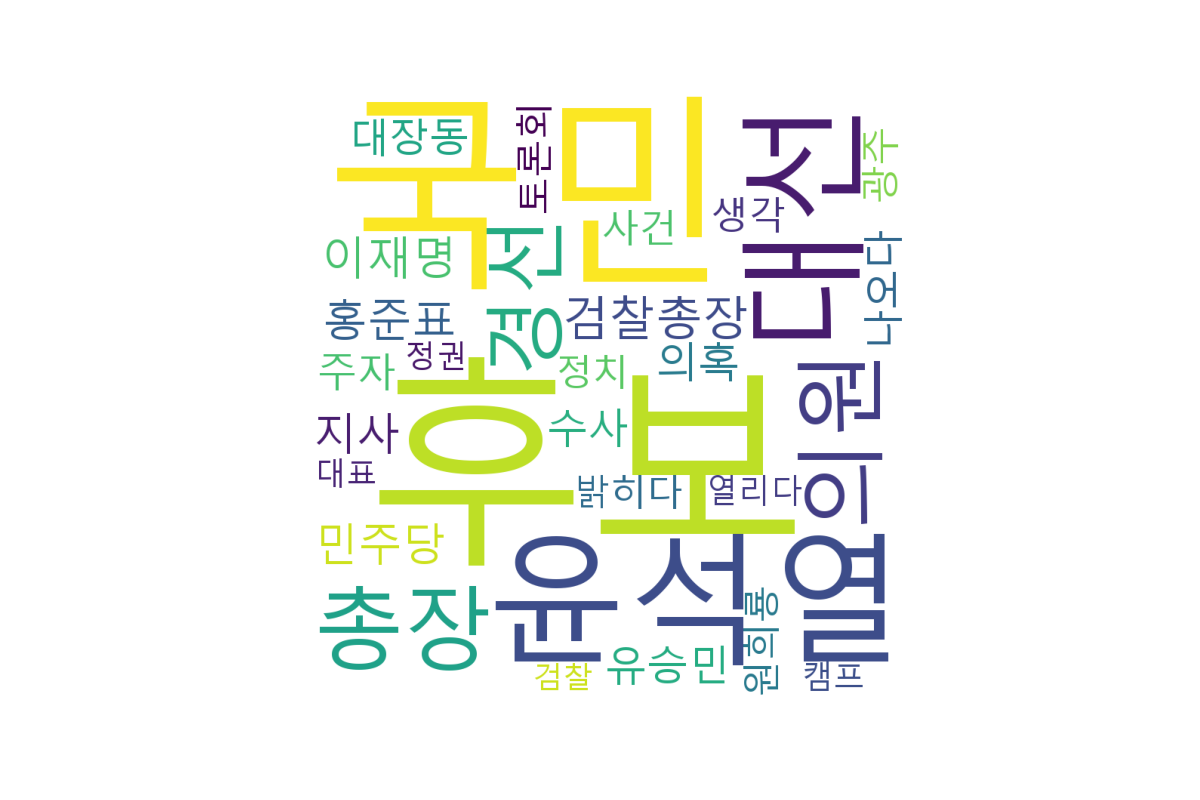 국민
대장동
토론회
대선
광주
생각
사건
경선
이재명
나오다
홍준표
검찰총장
의혹
정권
주자
정치
후보
의원
지사
수사
대표
밝히다
열리다
민주당
윤석열
총장
원희룡
유승민
검찰
캠프